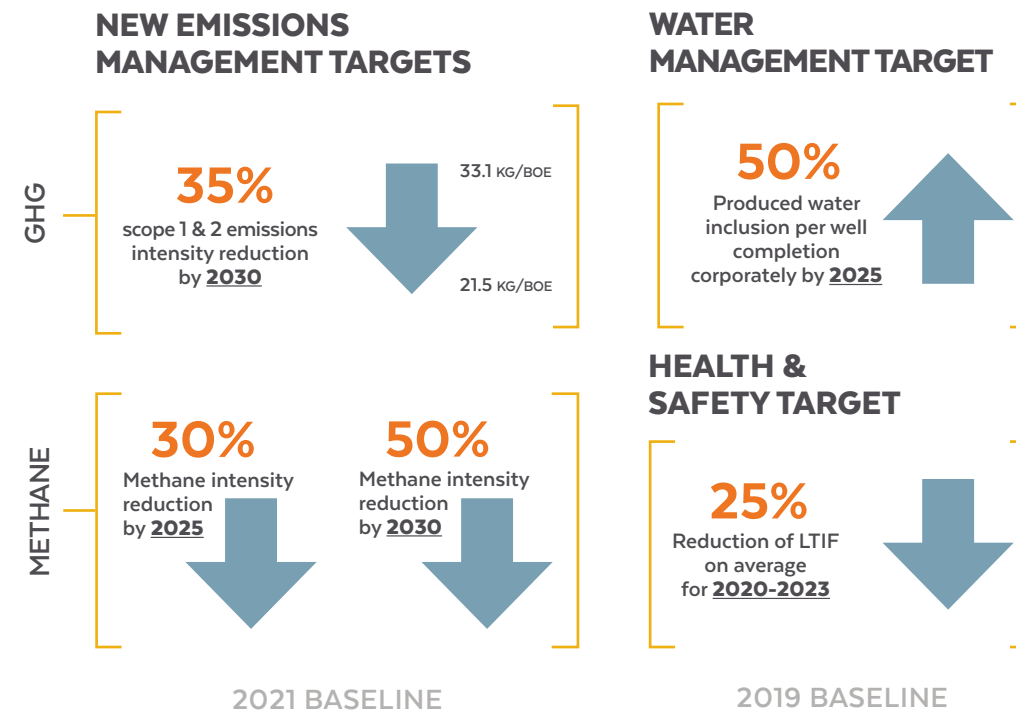 NEW EMISSIONS
MANAGEMENT TARGETS
GHG
35%
scope 1 & 2 emissions
intensity reduction
by 2030
33.1 KG/BOE
21.5 KG/BOE
METHANE
30%
Methane intensity
reduction
by 2025
50%
Methane intensity
reduction
by 2030
2021 BASELINE
WATER
MANAGEMENT TARGET
50%
Produced water
inclusion per well
completion
corporately by 2025
HEALTH &
SAFETY TARGET
25%
Reduction of LTIF
on average
for 2020-2023
2019 BASELINE